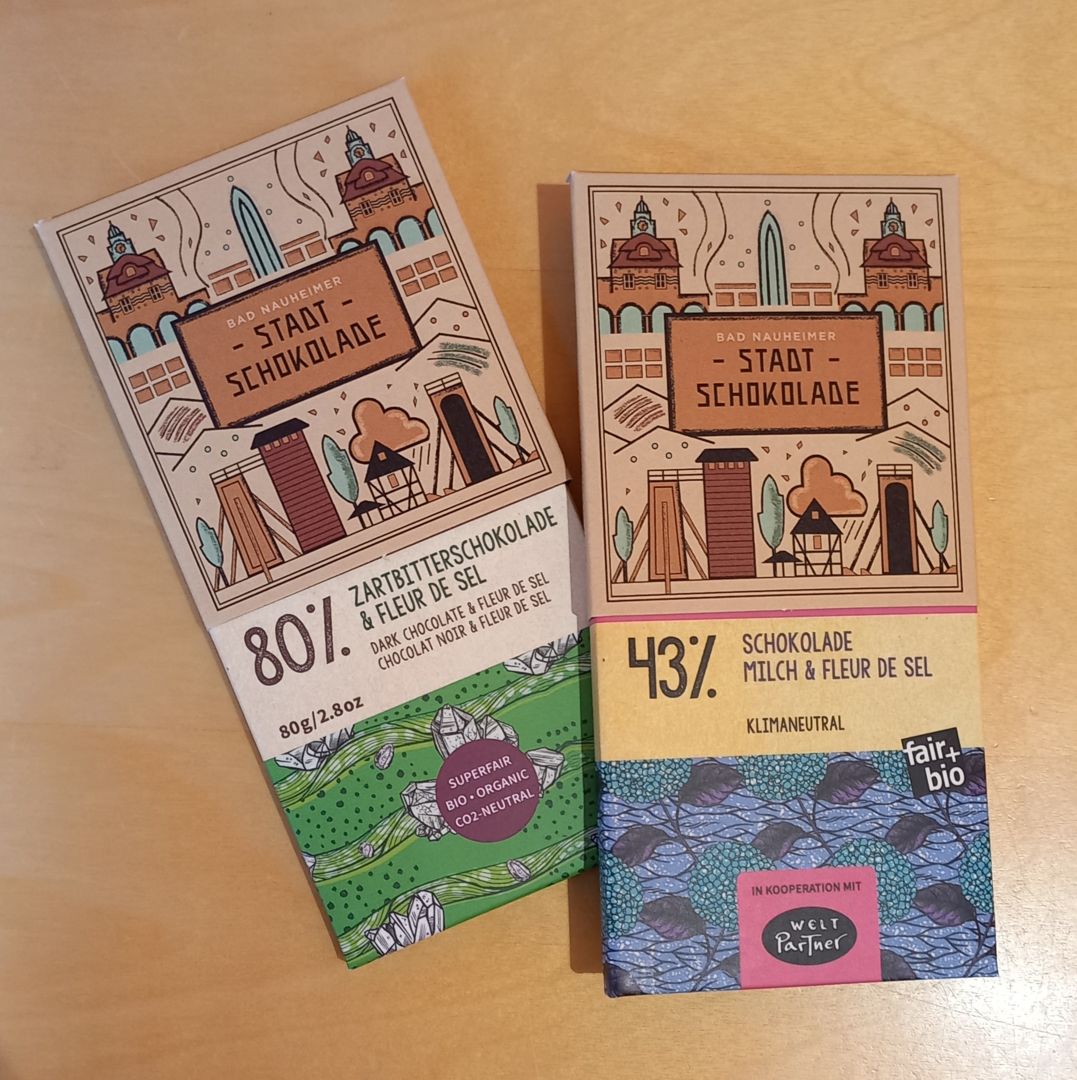 BAD NAUHEIMER
- STADT -
SCHOKOLADE
80%
ZARTBITTERSCHOKOLADE
& FLEUR DE SEL
DARK CHOCOLATE & FLEUR DE SEL
CHOCOLAT NOIR & FLEUR DE SEL
80g/2.8oz
SUPERFAIR
BIO • ORGANIC
CO2-NEUTRAL
BAD NAUHEIMER
- STADT -
SCHOKOLADE
43%
SCHOKOLADE
MILCH & FLEUR DE SEL
KLIMANEUTRAL
fair+
bio
IN KOOPERATION MIT
WELT
PARTNER